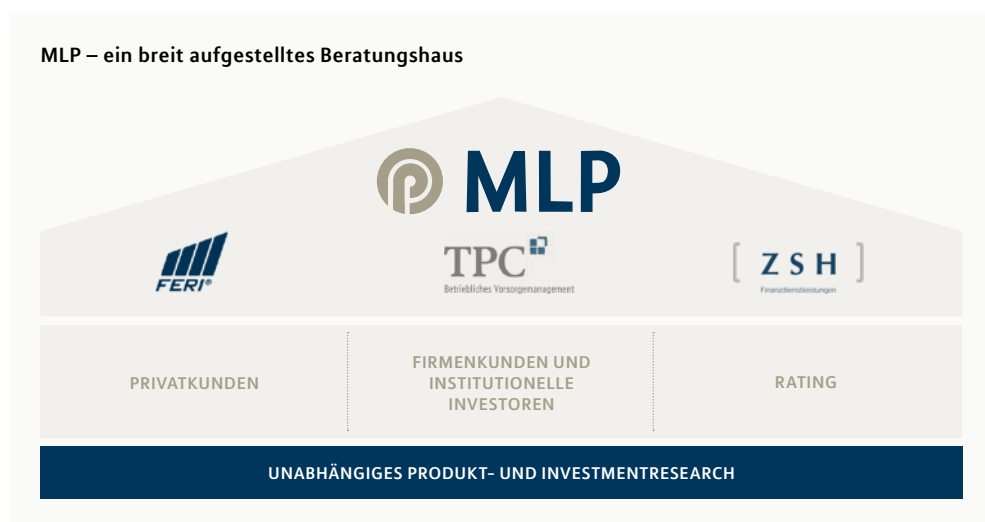 MLP – ein breit aufgestelltes Beratungshaus
MLP
FERI®
TPC
Betriebliches Vorsorgemanagement
[ ZSH ]
Finanzdienstleistungen
PRIVATKUNDEN
FIRMENKUNDEN UND
INSTITUTIONELLE
INVESTOREN
RATING
UNABHÄNGIGES PRODUKT- UND INVESTMENTRESEARCH